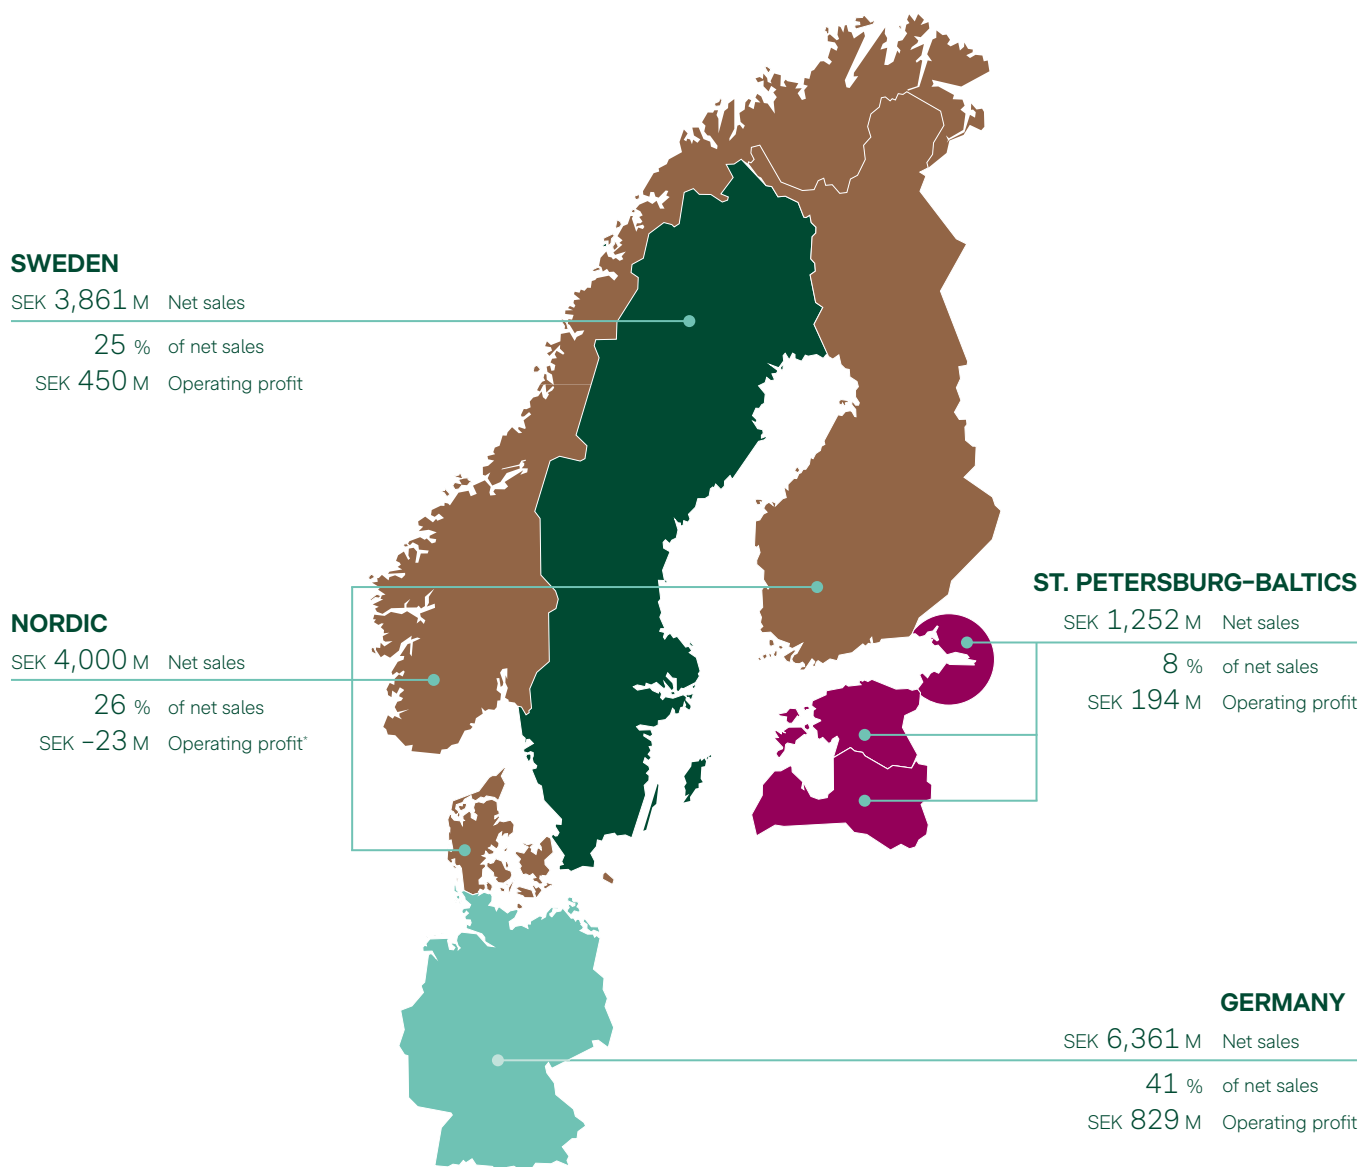 SWEDEN
SEK 3,861 M Net sales
25 % of net sales
SEK 450 M Operating profit
NORDIC
SEK 4,000 M Net sales
26 % of net sales
SEK –23 M Operating profit*
ST. PETERSBURG–BALTICS
SEK 1,252 M Net sales
8 % of net sales
SEK 194 M Operating profit
GERMANY
SEK 6,361 M Net sales
41 % of net sales
SEK 829 M Operating profit